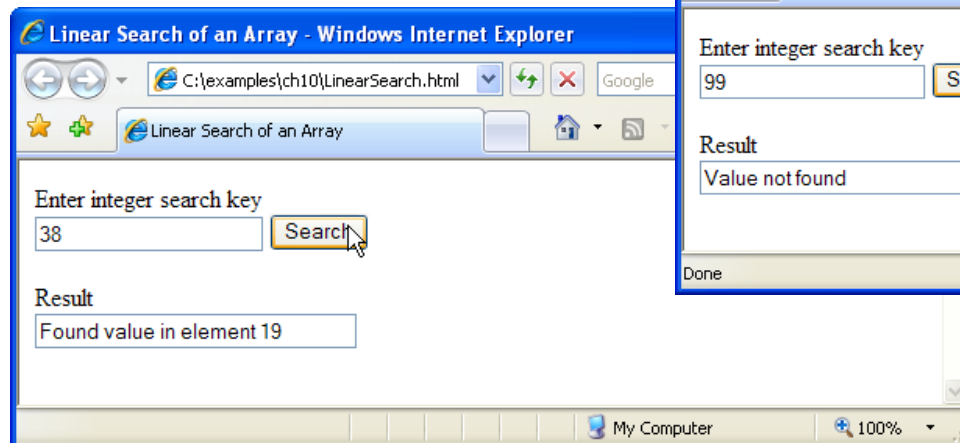 Linear Search of an Array - Windows Internet Explorer
C:\examples\ch10\LinearSearch.html
Google
Linear Search of an Array
Enter integer search key
38
Search
Result
Found value in element 19
My Computer
100%
Enter integer search key
99
S
Result
Value not found
Done